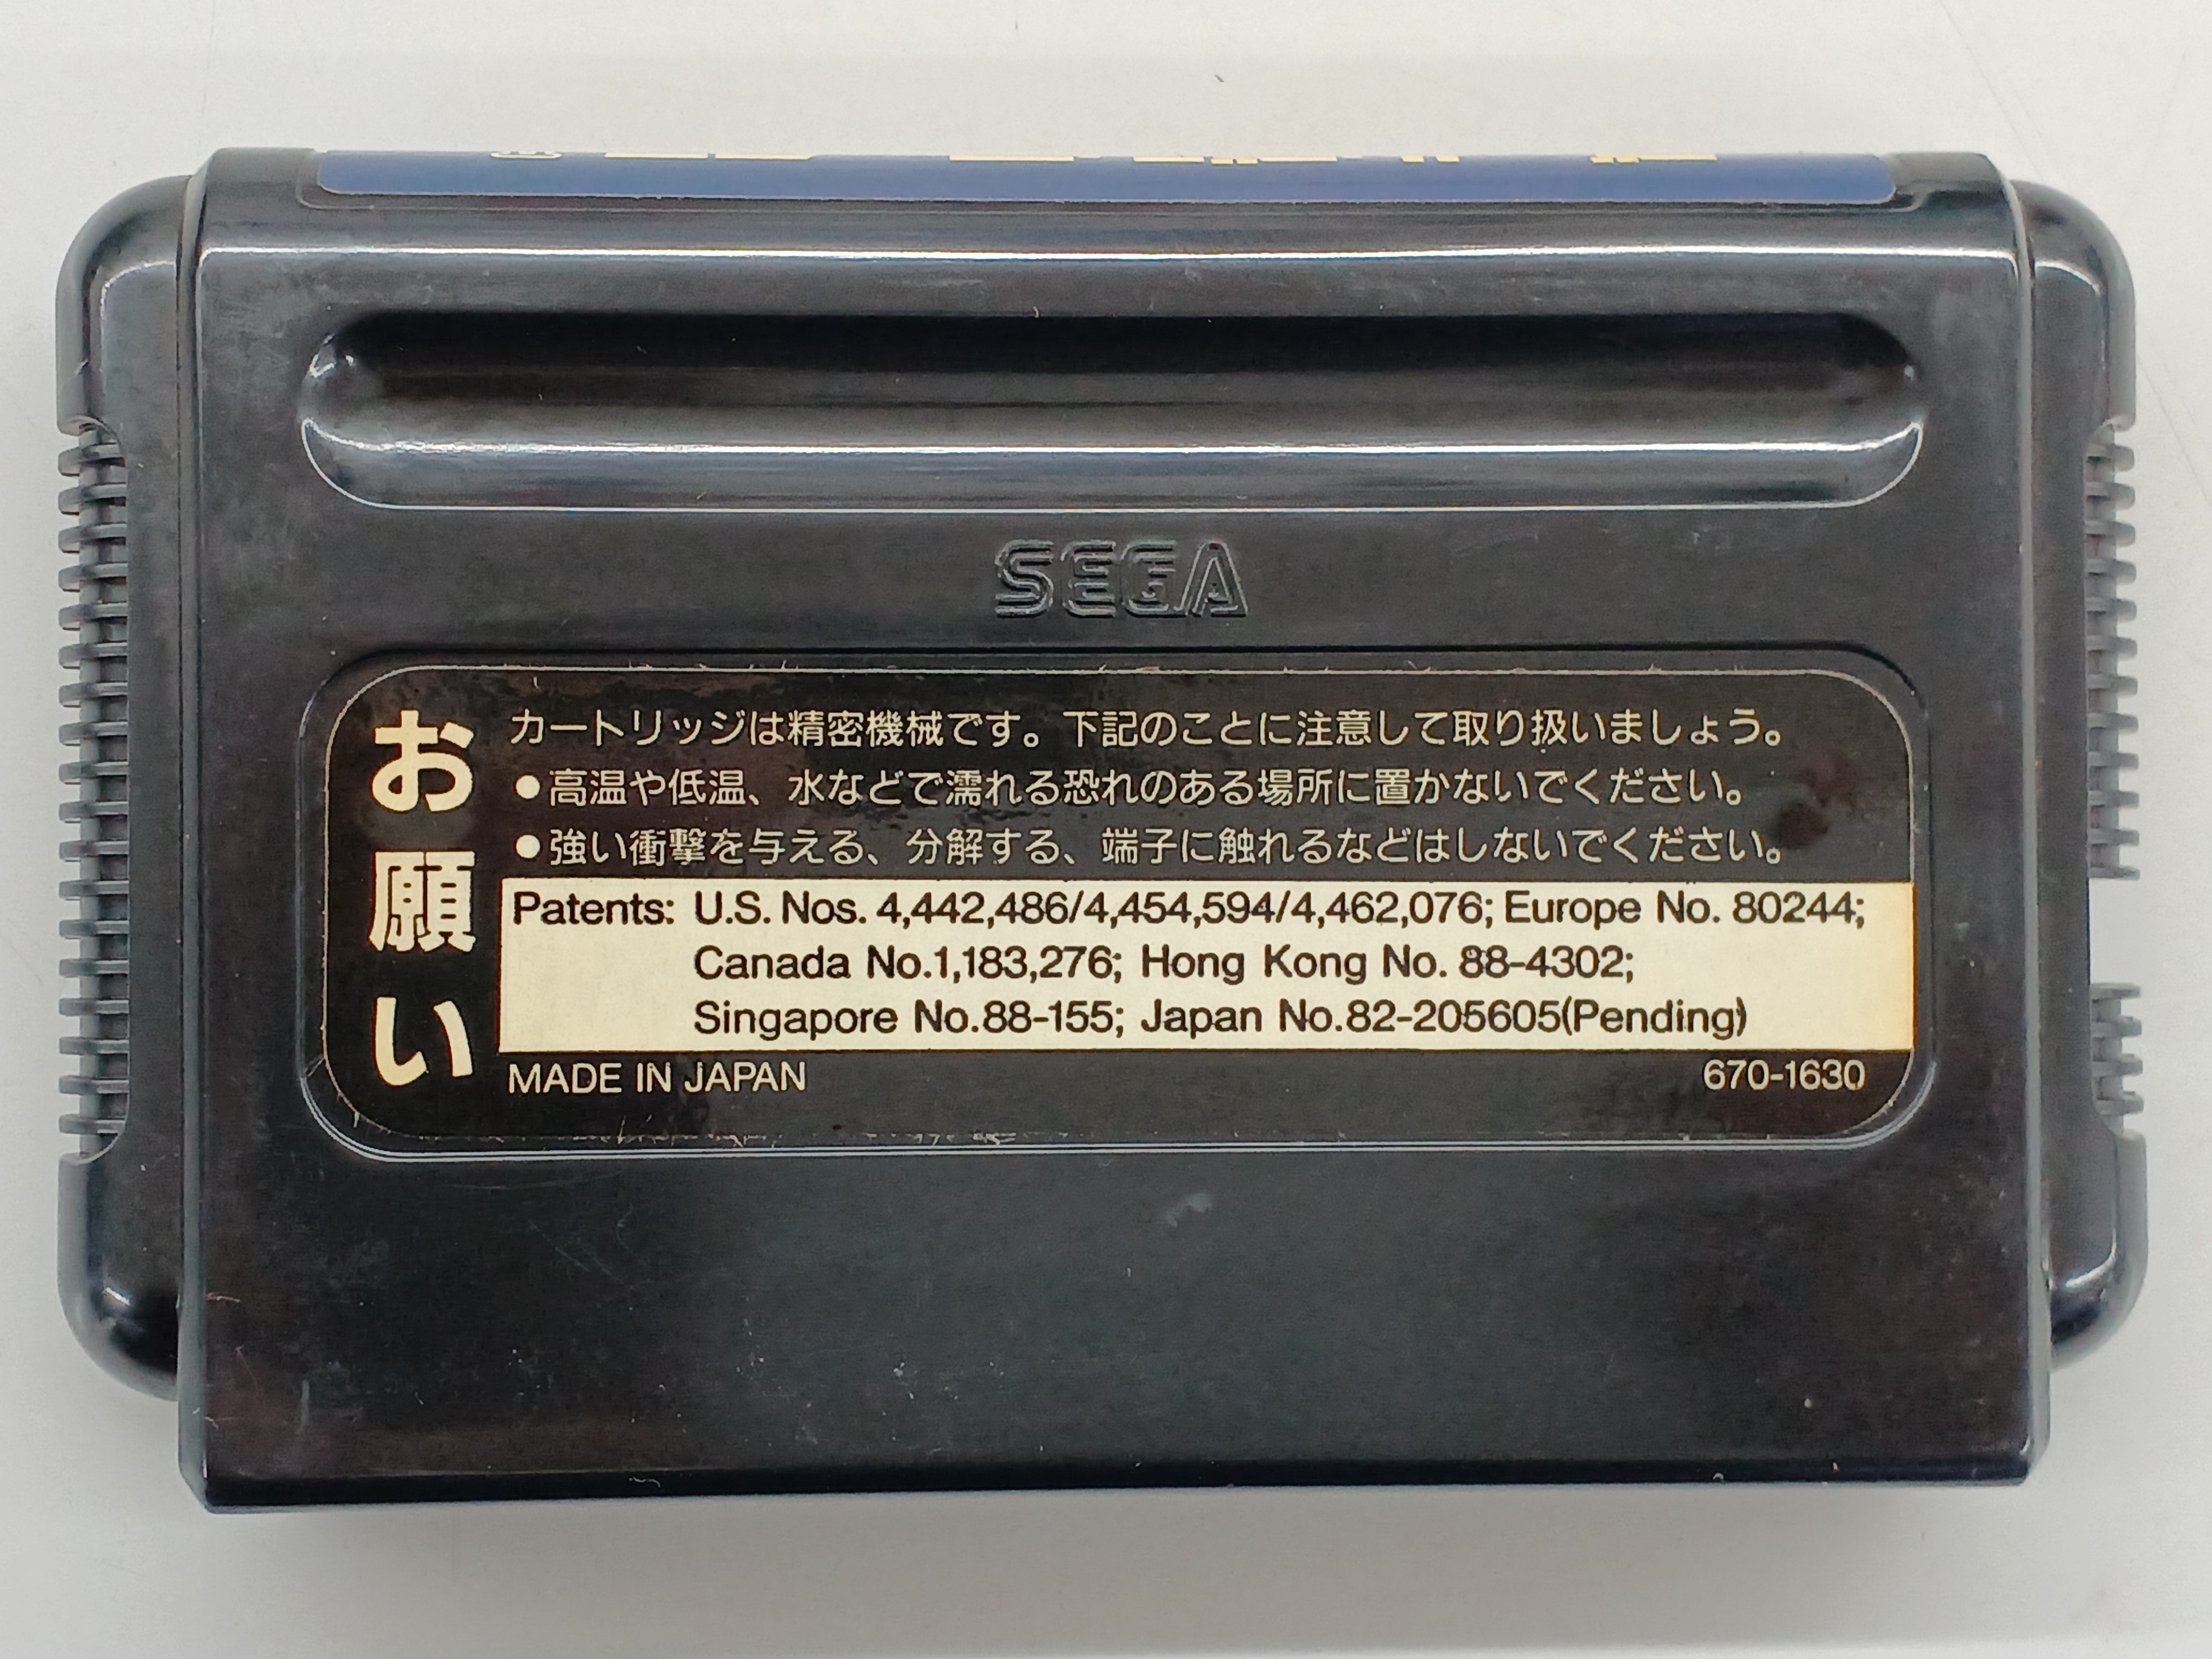 SEGA
お願い
カートリッジは精密機械です。下記のことに注意して取り扱いましょう。
●高温や低温、水などで濡れる恐れのある場所に置かないでください。
●強い衝撃を与える、分解する、端子に触れるなどはしないでください。
Patents: U.S. Nos. 4,442,486/4,454,594/4,462,076; Europe No. 80244;
Canada No.1,183,276; Hong Kong No. 88-4302;
Singapore No.88-155; Japan No.82-205605(Pending)
MADE IN JAPAN
670-1630